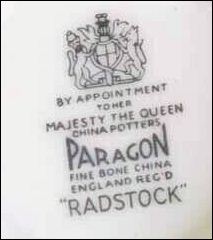 BY APPOINTMENT
TO HER
MAJESTY THE QUEEN
CHINA POTTERS
PARAGON
FINE BONE CHINA
ENGLAND REG'D
"RADSTOCK"